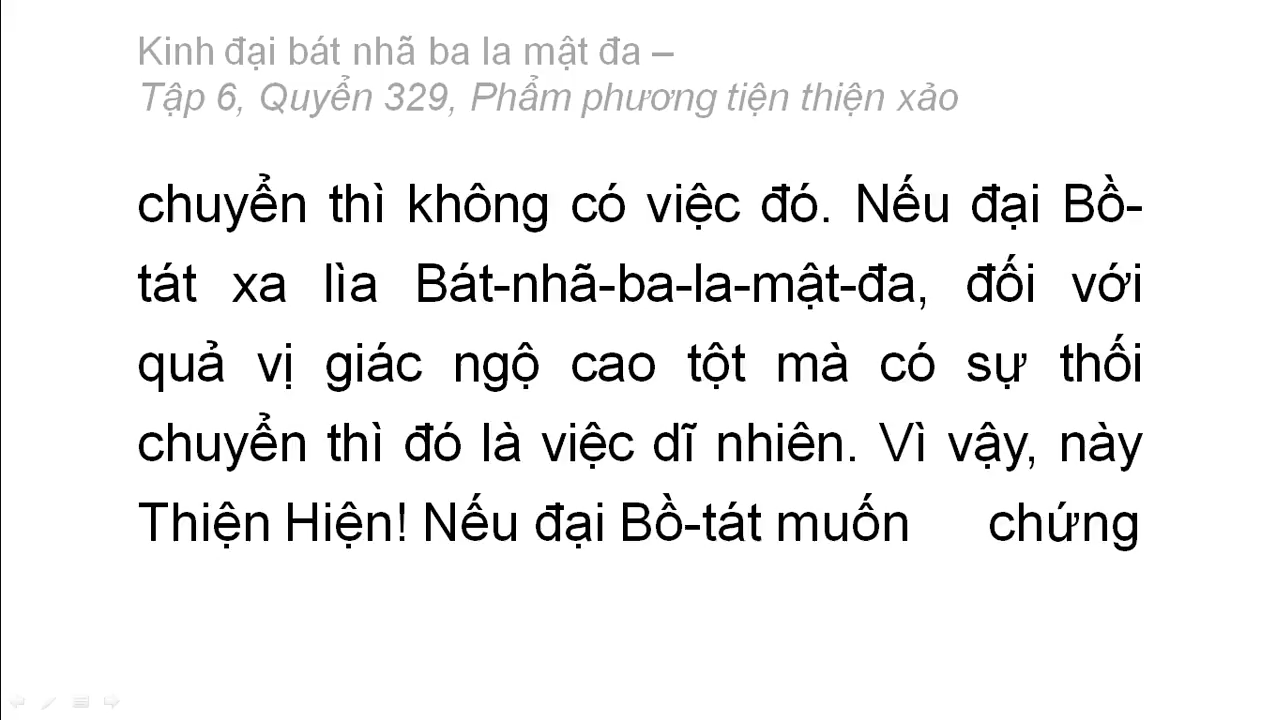 Kinh đại bát nhã ba la mật đa –
Tập 6, Quyển 329, Phẩm phương tiện thiện xảo
chuyển thì không có việc đó. Nếu đại Bồ-
tát xa lìa Bát-nhã-ba-la-mật-đa, đối với
quả vị giác ngộ cao tột mà có sự thối
chuyển thì đó là việc dĩ nhiên. Vì vậy, này
Thiện Hiện! Nếu đại Bồ-tát muốn chứng